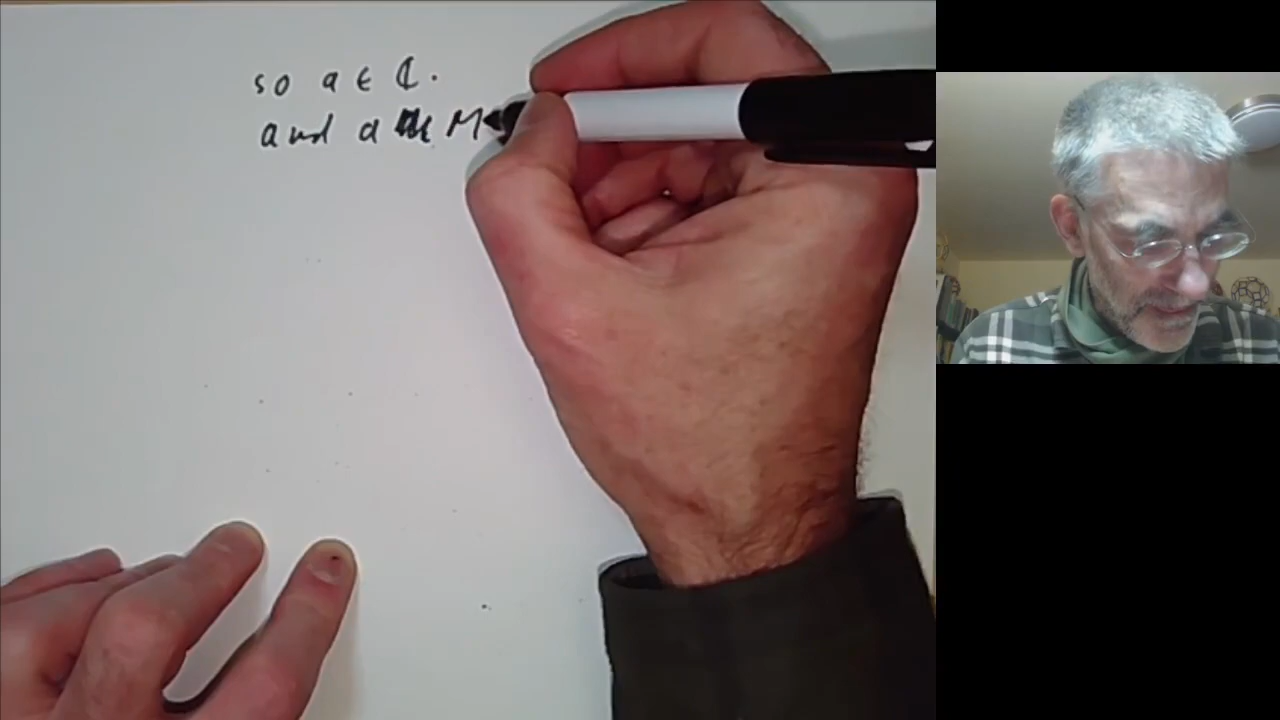 so a ∈ ℂ.
and a M